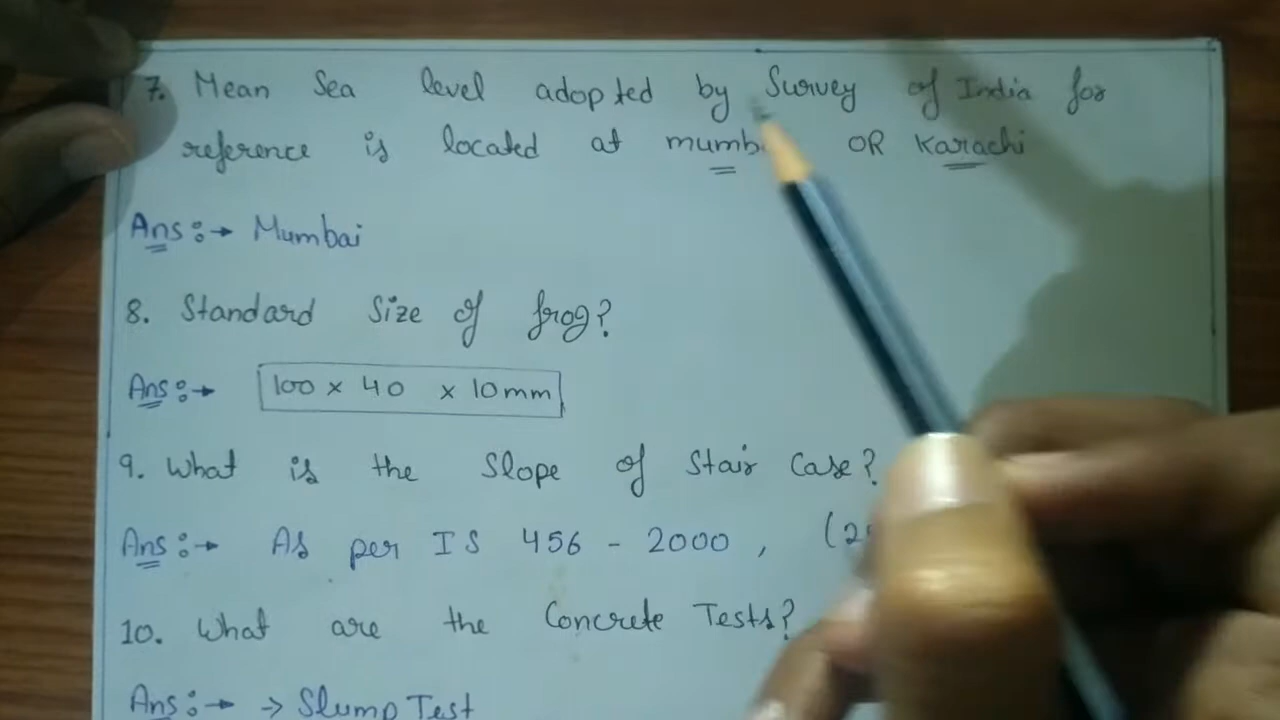 7. Mean Sea level adopted by Survey of India for
reference is located at OR Karachi
Ans :→ Mumbai
8. Standard Size of frog?
Ans :→ 100 x 40 x 10mm
9. What is the Slope of Stair Case?
Ans :→ As per IS 456 - 2000,
10. What are the Concrete Tests?
Ans :→ → Slump Test